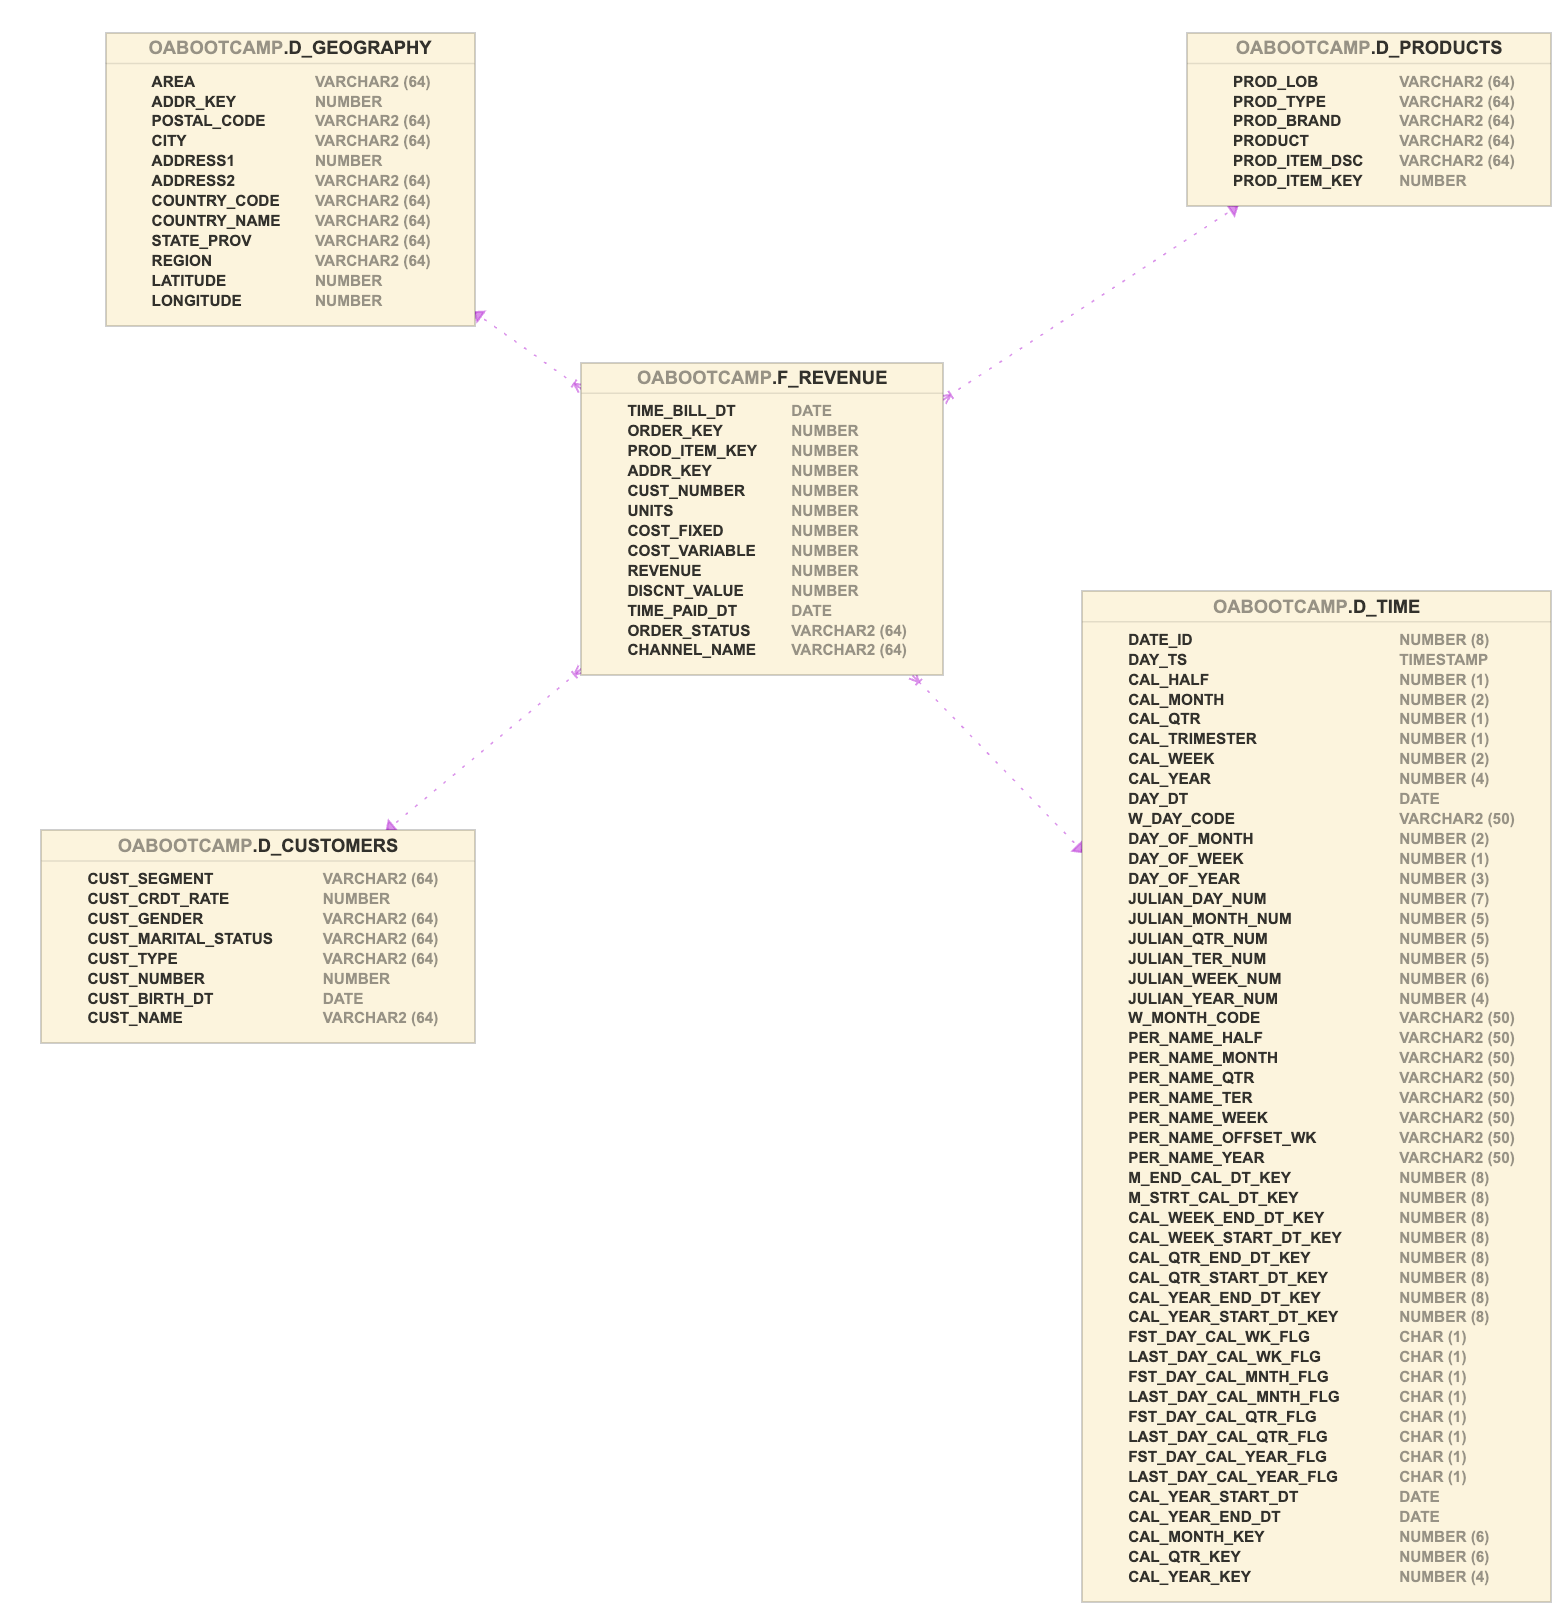 OABOOTCAMP.D_GEOGRAPHY
AREA VARCHAR2 (64)
ADDR_KEY NUMBER
POSTAL_CODE VARCHAR2 (64)
CITY VARCHAR2 (64)
ADDRESS1 NUMBER
ADDRESS2 VARCHAR2 (64)
COUNTRY_CODE VARCHAR2 (64)
COUNTRY_NAME VARCHAR2 (64)
STATE_PROV VARCHAR2 (64)
REGION VARCHAR2 (64)
LATITUDE NUMBER
LONGITUDE NUMBER
OABOOTCAMP.D_PRODUCTS
PROD_LOB VARCHAR2 (64)
PROD_TYPE VARCHAR2 (64)
PROD_BRAND VARCHAR2 (64)
PRODUCT VARCHAR2 (64)
PROD_ITEM_DSC VARCHAR2 (64)
PROD_ITEM_KEY NUMBER
OABOOTCAMP.F_REVENUE
TIME_BILL_DT DATE
ORDER_KEY NUMBER
PROD_ITEM_KEY NUMBER
ADDR_KEY NUMBER
CUST_NUMBER NUMBER
UNITS NUMBER
COST_FIXED NUMBER
COST_VARIABLE NUMBER
REVENUE NUMBER
DISCNT_VALUE NUMBER
TIME_PAID_DT DATE
ORDER_STATUS VARCHAR2 (64)
CHANNEL_NAME VARCHAR2 (64)
OABOOTCAMP.D_CUSTOMERS
CUST_SEGMENT VARCHAR2 (64)
CUST_CRDT_RATE NUMBER
CUST_GENDER VARCHAR2 (64)
CUST_MARITAL_STATUS VARCHAR2 (64)
CUST_TYPE VARCHAR2 (64)
CUST_NUMBER NUMBER
CUST_BIRTH_DT DATE
CUST_NAME VARCHAR2 (64)
OABOOTCAMP.D_TIME
DATE_ID NUMBER (8)
DAY_TS TIMESTAMP
CAL_HALF NUMBER (1)
CAL_MONTH NUMBER (2)
CAL_QTR NUMBER (1)
CAL_TRIMESTER NUMBER (1)
CAL_WEEK NUMBER (2)
CAL_YEAR NUMBER (4)
DAY_DT DATE
W_DAY_CODE VARCHAR2 (50)
DAY_OF_MONTH NUMBER (2)
DAY_OF_WEEK NUMBER (1)
DAY_OF_YEAR NUMBER (3)
JULIAN_DAY_NUM NUMBER (7)
JULIAN_MONTH_NUM NUMBER (5)
JULIAN_QTR_NUM NUMBER (5)
JULIAN_TER_NUM NUMBER (5)
JULIAN_WEEK_NUM NUMBER (6)
JULIAN_YEAR_NUM NUMBER (4)
W_MONTH_CODE VARCHAR2 (50)
PER_NAME_HALF VARCHAR2 (50)
PER_NAME_MONTH VARCHAR2 (50)
PER_NAME_QTR VARCHAR2 (50)
PER_NAME_TER VARCHAR2 (50)
PER_NAME_WEEK VARCHAR2 (50)
PER_NAME_OFFSET_WK VARCHAR2 (50)
PER_NAME_YEAR VARCHAR2 (50)
M_END_CAL_DT_KEY NUMBER (8)
M_STRT_CAL_DT_KEY NUMBER (8)
CAL_WEEK_END_DT_KEY NUMBER (8)
CAL_WEEK_START_DT_KEY NUMBER (8)
CAL_QTR_END_DT_KEY NUMBER (8)
CAL_QTR_START_DT_KEY NUMBER (8)
CAL_YEAR_END_DT_KEY NUMBER (8)
CAL_YEAR_START_DT_KEY NUMBER (8)
FST_DAY_CAL_WK_FLG CHAR (1)
LAST_DAY_CAL_WK_FLG CHAR (1)
FST_DAY_CAL_MNTH_FLG CHAR (1)
LAST_DAY_CAL_MNTH_FLG CHAR (1)
FST_DAY_CAL_QTR_FLG CHAR (1)
LAST_DAY_CAL_QTR_FLG CHAR (1)
FST_DAY_CAL_YEAR_FLG CHAR (1)
LAST_DAY_CAL_YEAR_FLG CHAR (1)
CAL_YEAR_START_DT DATE
CAL_YEAR_END_DT DATE
CAL_MONTH_KEY NUMBER (6)
CAL_QTR_KEY NUMBER (6)
CAL_YEAR_KEY NUMBER (4)